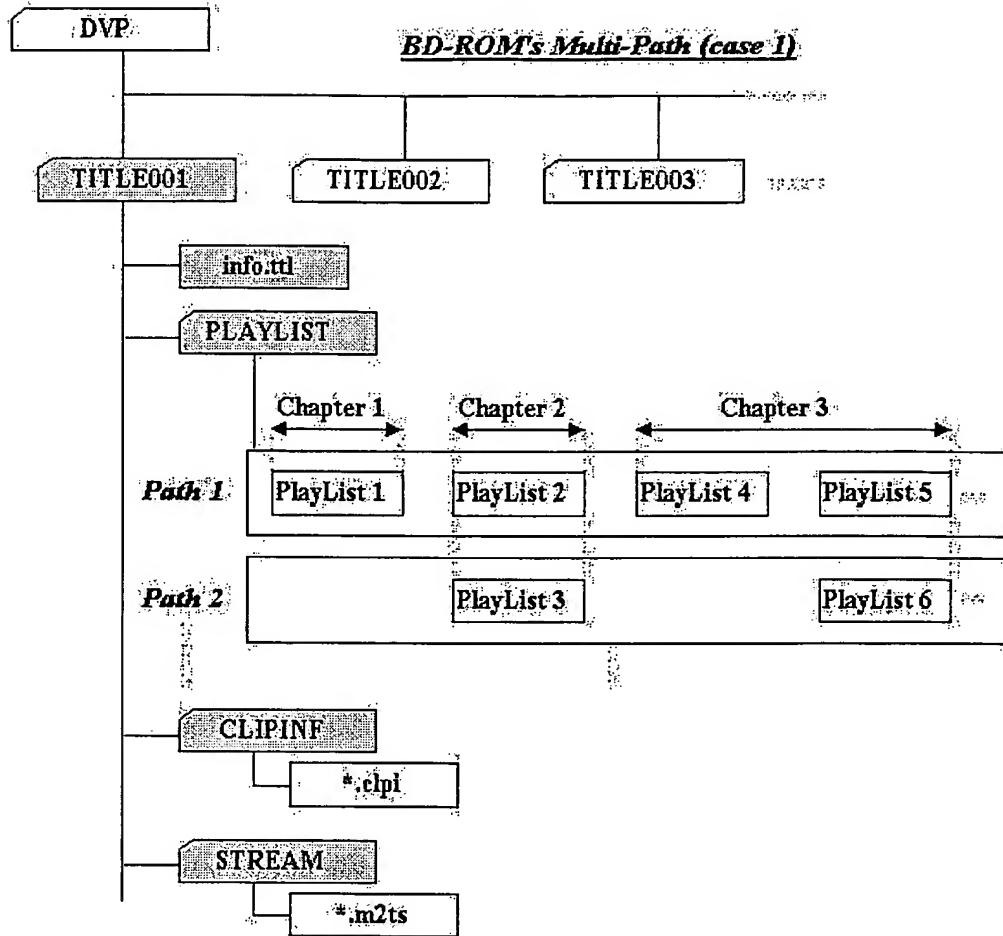 DVP
BD-ROM's Multi-Path (case 1)
TITLE001
TITLE002
TITLE003
info.ttl
PLAYLIST
Chapter 1
Chapter 2
Chapter 3
Path 1
PlayList 1
PlayList 2
PlayList 4
PlayList 5
Path 2
PlayList 3
PlayList 6
CLIPINF
*.clpi
STREAM
*.m2ts